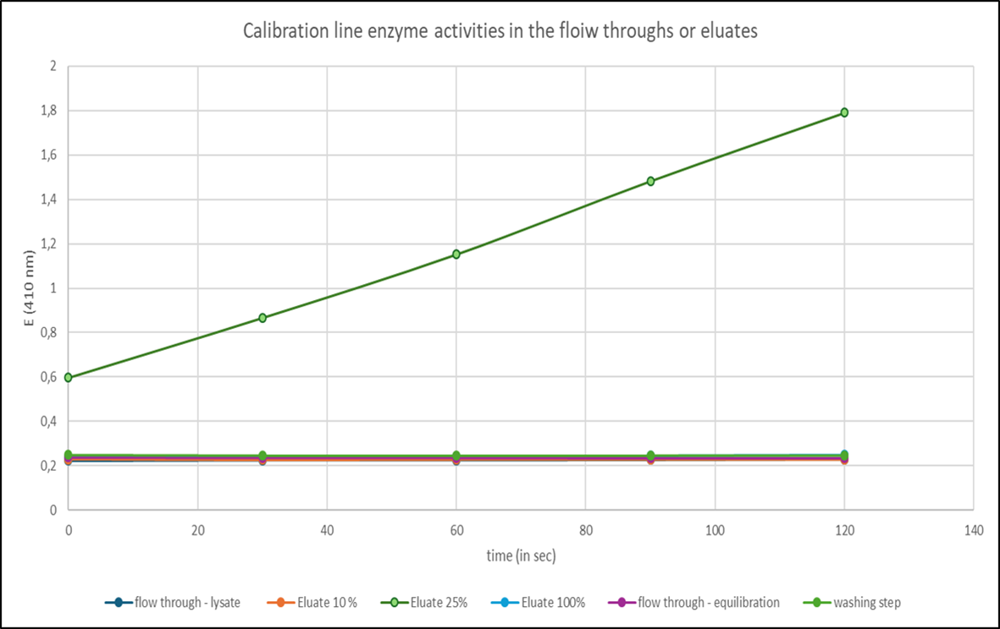 Calibration line enzyme activities in the floiw throughs or eluates
2
1,8
1,6
1,4
1,2
1
0,8
0,6
0,4
0,2
0
E (410 nm)
0 20 40 60 80 100 120 140
time (in sec)
flow through - lysate Eluate 10 % Eluate 25% Eluate 100% flow through - equilibration washing step